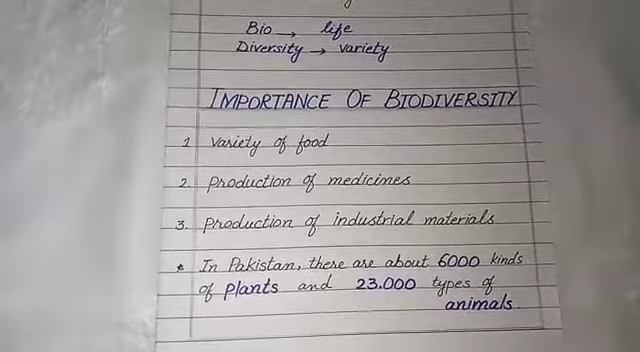 Bio → life
Diversity → variety
IMPORTANCE OF BIODIVERSITY
1 Variety of food
2. Production of medicines
3. Production of industrial materials
* In Pakistan, there are about 6000 kinds
of plants and 23.000 types of
animals.